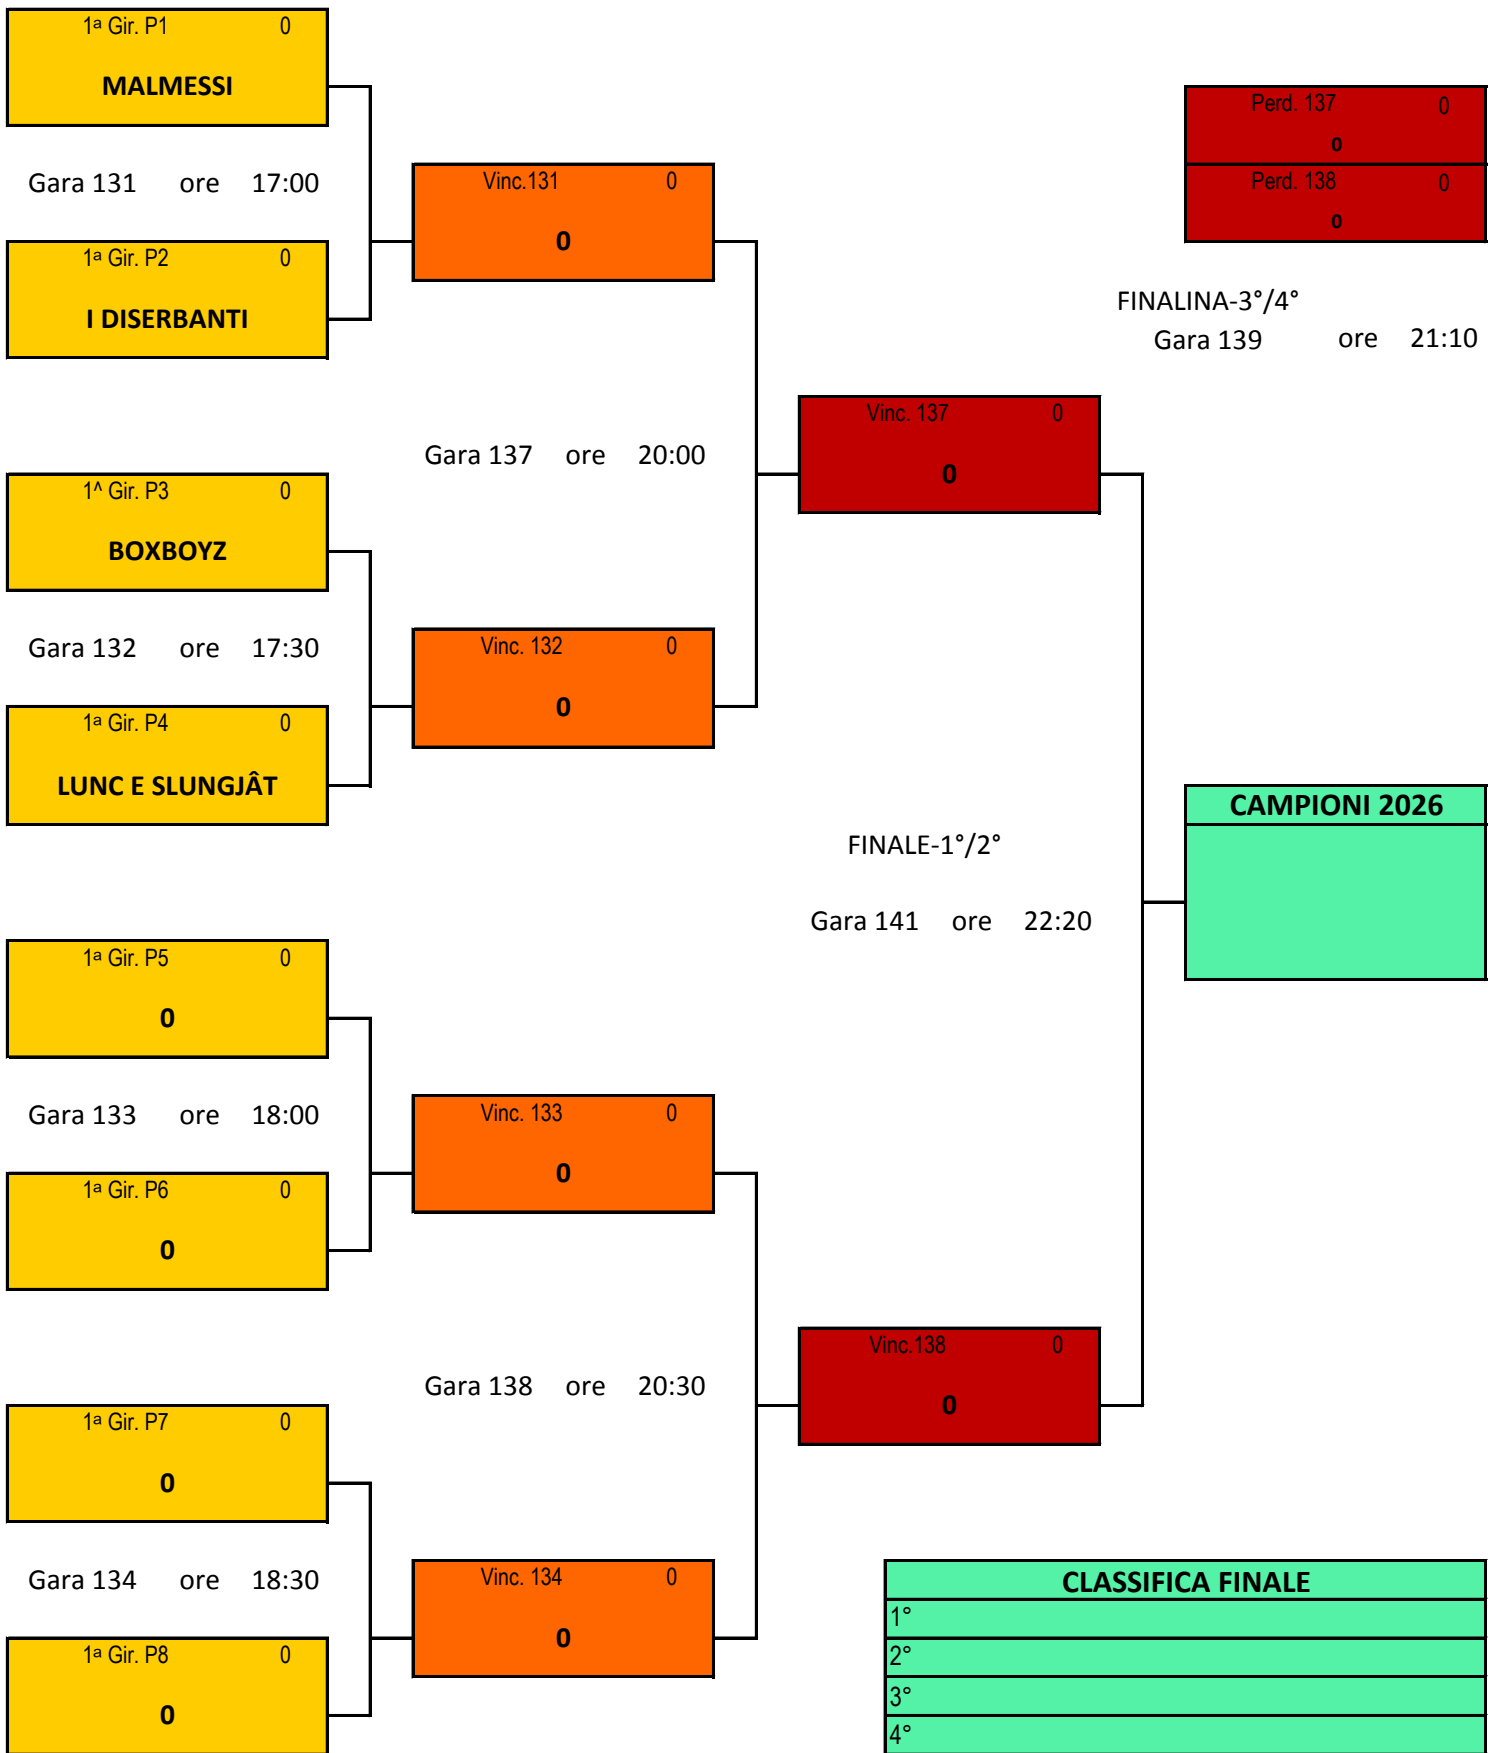 1ª Gir. P1 0
MALMESSI
Gara 131 ore 17:00
1ª Gir. P2 0
I DISERBANTI
1^ Gir. P3 0
BOXBOYZ
Gara 132 ore 17:30
1ª Gir. P4 0
LUNC E SLUNGJÂT
1ª Gir. P5 0
0
Gara 133 ore 18:00
1ª Gir. P6 0
0
1ª Gir. P7 0
0
Gara 134 ore 18:30
1ª Gir. P8 0
0
Vinc.131 0
0
Gara 137 ore 20:00
Vinc. 132 0
0
Vinc. 133 0
0
Gara 138 ore 20:30
Vinc. 134 0
0
Vinc. 137 0
0
FINALE-1°/2°
Gara 141 ore 22:20
Vinc.138 0
0
Perd. 137 0
0
Perd. 138 0
0
FINALINA-3°/4°
Gara 139 ore 21:10
CAMPIONI 2026
CLASSIFICA FINALE
1°
2°
3°
4°